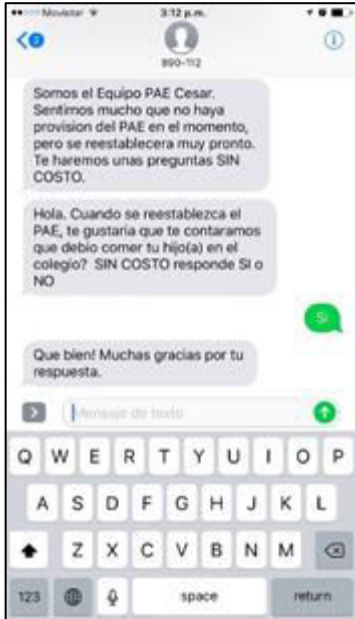 Movistar 3:12 p.m.
890-112
Somos el Equipo PAE Cesar.
Sentimos mucho que no haya
provision del PAE en el momento,
pero se reestablecera muy pronto.
Te haremos unas preguntas SIN
COSTO.
Hola. Cuando se reestablezca el
PAE, te gustaria que te contaramos
que debio comer tu hijo(a) en el
colegio? SIN COSTO responde SI o
NO
Si
Que bien! Muchas gracias por tu
respuesta.
Mensaje de texto
Q W E R T Y U I O P
A S D F G H J K L
Z X C V B N M
123 space return